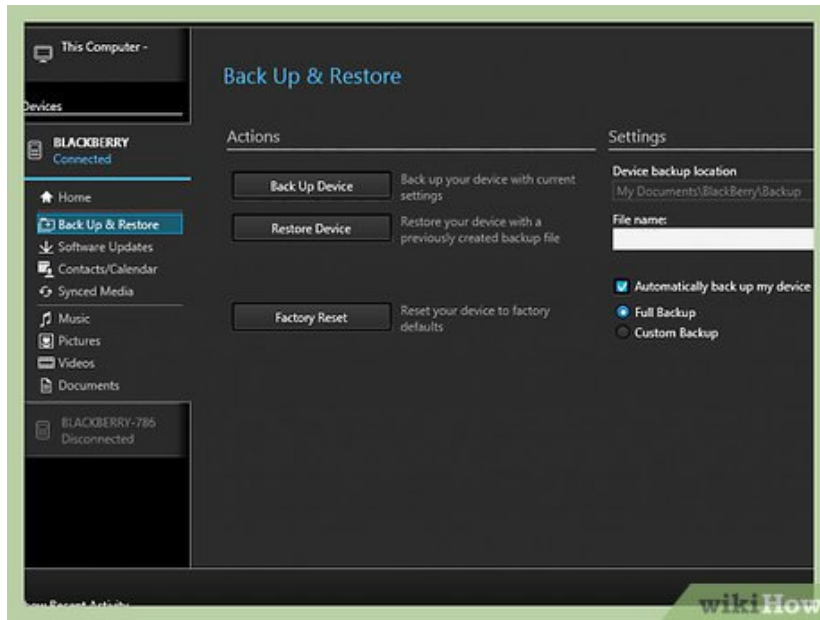 This Computer -
Devices
BLACKBERRY
Connected
Home
Back Up & Restore
Software Updates
Contacts/Calendar
Synced Media
Music
Pictures
Videos
Documents
BLACKBERRY-786
Disconnected
Back Up & Restore
Actions
Back Up Device
Back up your device with current
settings
Restore Device
Restore your device with a
previously created backup file
Factory Reset
Reset your device to factory
defaults
Settings
Device backup location
My Documents\BlackBerry\Backup
File name:
Automatically back up my device
Full Backup
Custom Backup
Recent Activity
wikiHow